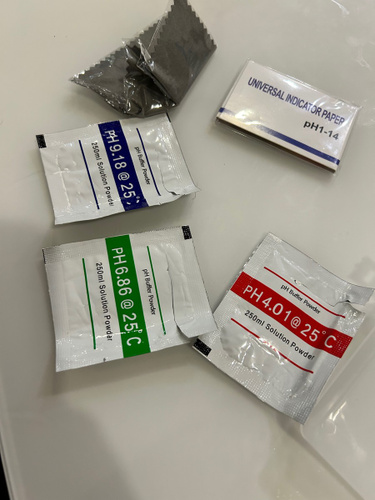 UNIVERSAL INDICATOR PAPER
pH1-14
pH Buffer Powder
PH9.18@25°C
250ml Solution Powder
pH Buffer Powder
PH6.86@25°C
250ml Solution Powder
pH Buffer Powder
PH4.01@25°C
250ml Solution Powder